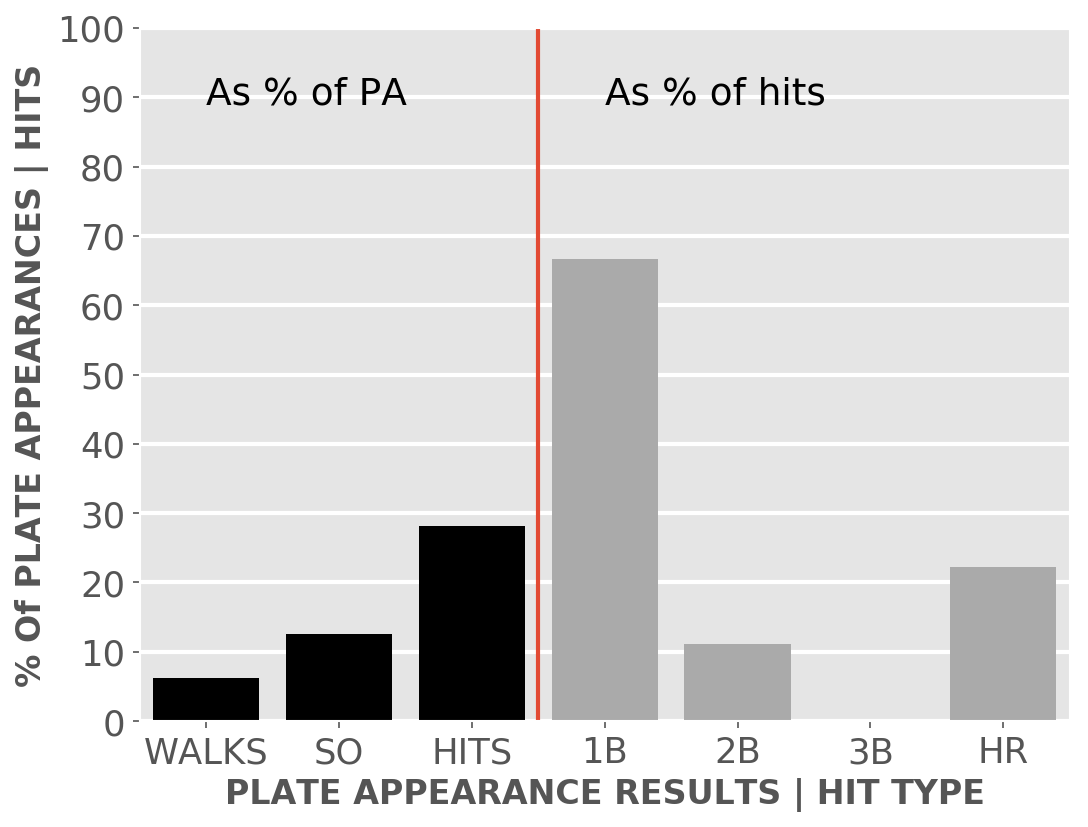 100
90
80
70
60
50
40
30
20
10
0
% Of PLATE APPEARANCES | HITS
As % of PA
As % of hits
WALKS SO HITS 1B 2B 3B HR
PLATE APPEARANCE RESULTS | HIT TYPE